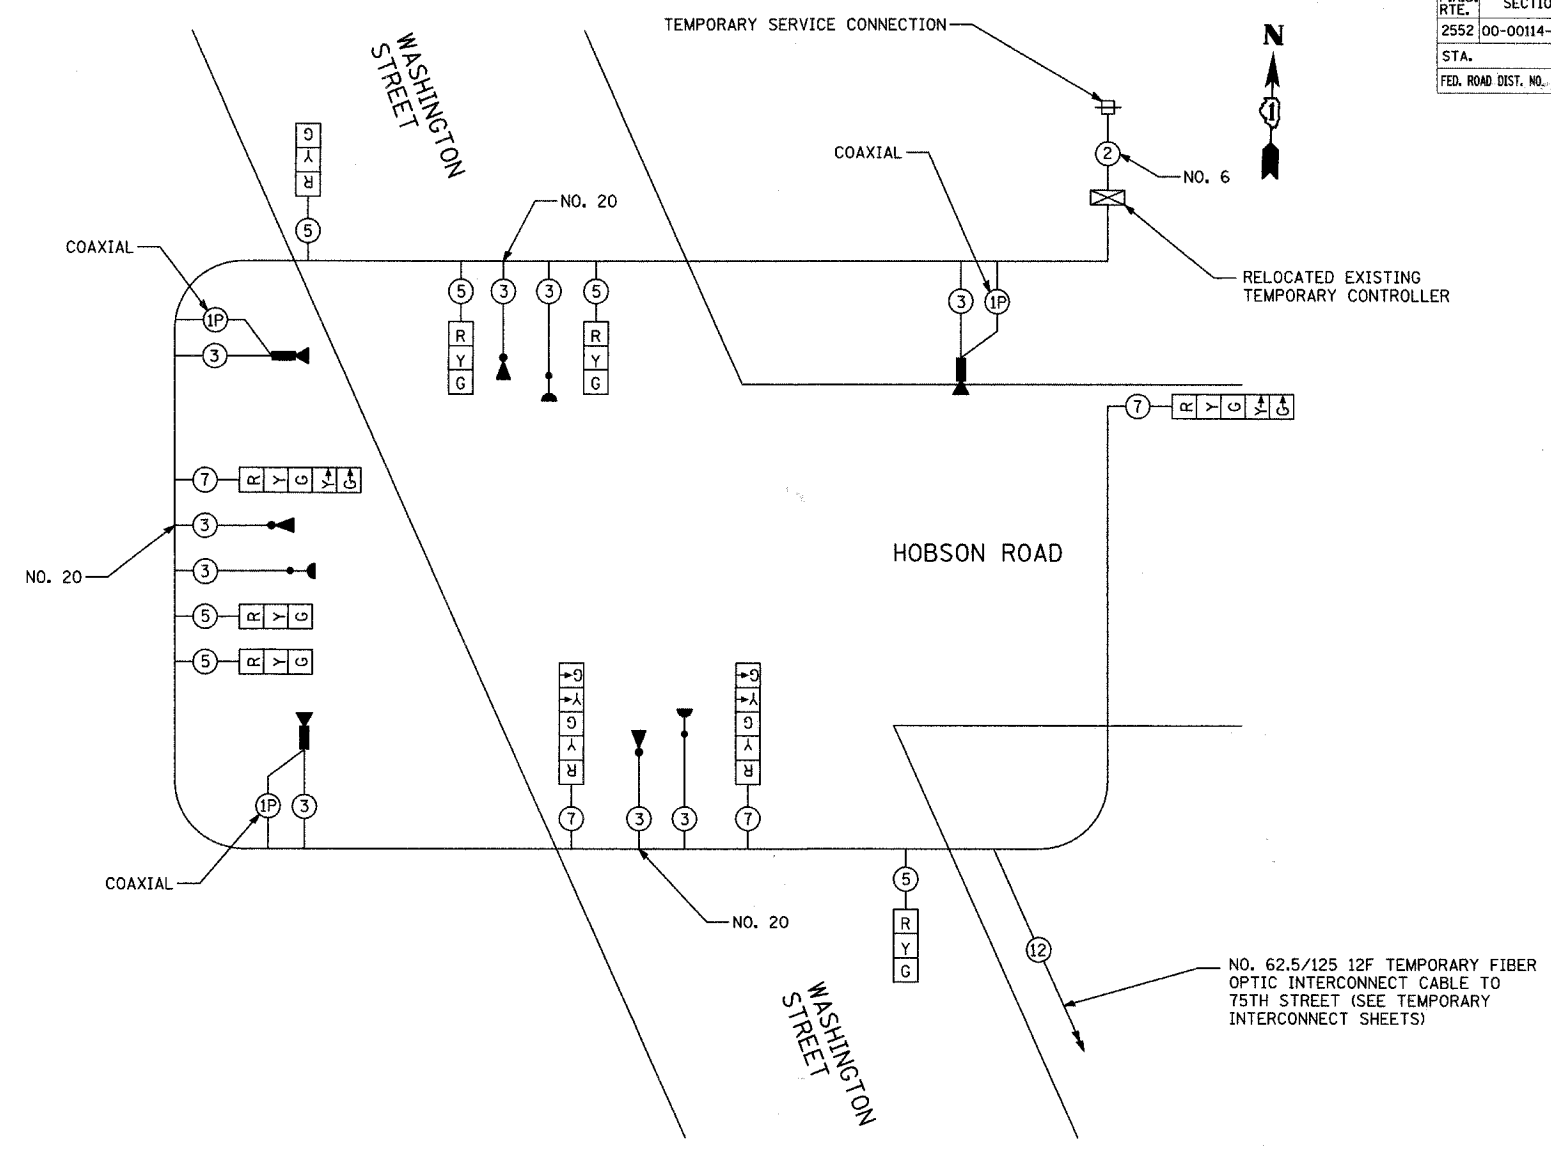 RTE.
2552 00-00114-
STA.
FED. ROAD DIST. NO.
TEMPORARY SERVICE CONNECTION
N
1
WASHINGTON
STREET
COAXIAL
2
NO. 6
RELOCATED EXISTING
TEMPORARY CONTROLLER
R Y G
5
NO. 20
COAXIAL
5 3 3 5
3 1P
1P
3
R Y G
R Y G
7 R Y G Y G
7 R Y G Y G
3
NO. 20
3
5 R Y G
5 R Y G
HOBSON ROAD
G Y G Y R
G Y G Y R
7 3 3 7
1P 3
COAXIAL
NO. 20
5
R Y G
12
NO. 62.5/125 12F TEMPORARY FIBER
OPTIC INTERCONNECT CABLE TO
75TH STREET (SEE TEMPORARY
INTERCONNECT SHEETS)
WASHINGTON
STREET